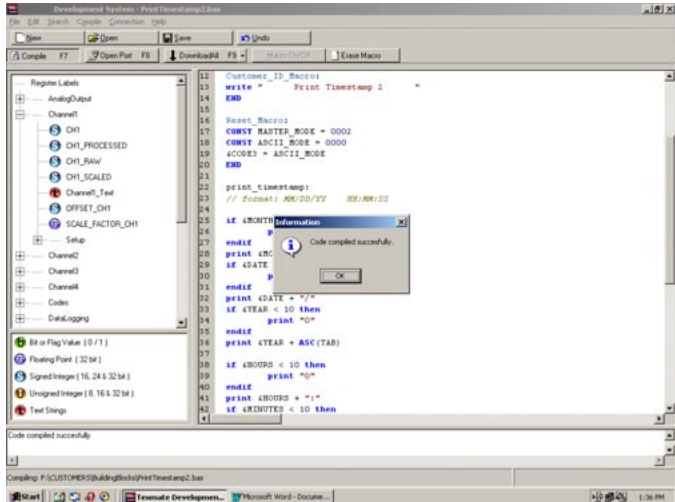 Development System - PrintTimestamp2.bas
File Edit Search Compile Connection Help
New Open Save Undo
Compile F7 Open Port F8 Download/All F9 Macro On/Off Erase Macro
Register Labels
AnalogOutput
Channel1
CH1
CH1_PROCESSED
CH1_RAW
CH1_SCALED
Channel1_Text
OFFSET_CH1
SCALE_FACTOR_CH1
Setup
Channel2
Channel3
Channel4
Codes
DataLogging
Bit or Flag Value ( 0 / 1 )
Floating Point ( 32 bit )
Signed Integer ( 16, 24 & 32 bit )
Unsigned Integer ( 8, 16 & 32 bit )
Text Strings
12 Customer_ID_Macro:
13 write " Print Timestamp 2 "
14 END
15
16 Reset_Macro:
17 CONST MASTER_MODE = 0002
18 CONST ASCII_MODE = 0000
19 &CODE3 = ASCII_MODE
20 END
21
22 print_timestamp:
23 // format: MM/DD/YY HH:MM:SS
24
25 if &MONTH
26 p
27 endif
28 print &MO
29 if &DATE
30 p
31 endif
32 print &DATE + "/"
33 if &YEAR < 10 then
34 print "0"
35 endif
36 print &YEAR + ASC(TAB)
37
38 if &HOURS < 10 then
39 print "0"
40 endif
41 print &HOURS + ":"
42 if &MINUTES < 10 then
Information
Code compiled succesfully.
OK
Code compiled succesfully.
Compiling: F:\CUSTOMERS\BuildingBlocks\PrintTimestamp2.bas
Start Texmate Developmen... Microsoft Word - Docume... 1:36 PM